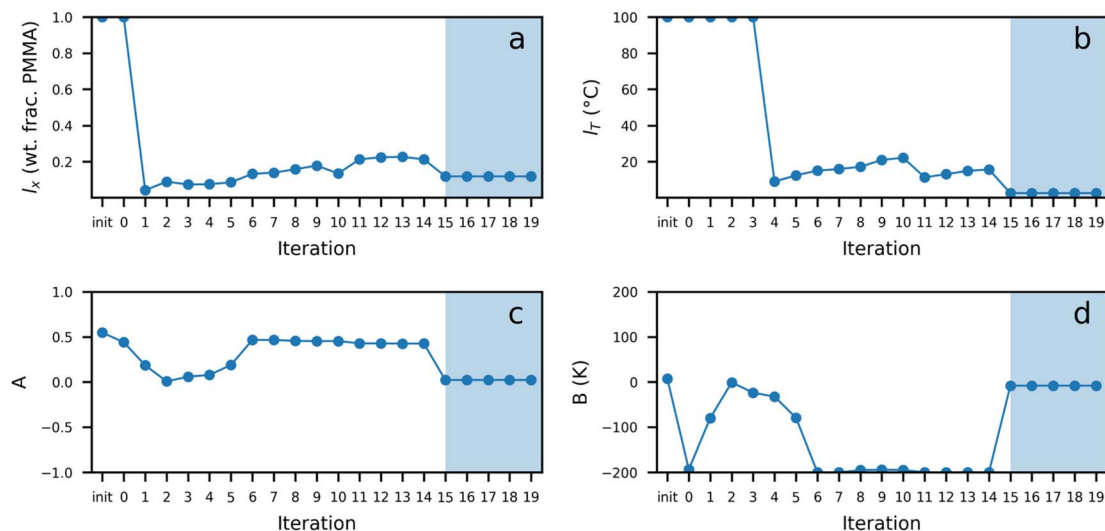 a
1.0
0.8
0.6
0.4
0.2
l_x (wt. frac. PMMA)
init 0 1 2 3 4 5 6 7 8 9 10 11 12 13 14 15 16 17 18 19
Iteration
b
100
80
60
40
20
l_T (°C)
init 0 1 2 3 4 5 6 7 8 9 10 11 12 13 14 15 16 17 18 19
Iteration
c
1.0
0.5
0.0
−0.5
−1.0
A
init 0 1 2 3 4 5 6 7 8 9 10 11 12 13 14 15 16 17 18 19
Iteration
d
200
100
0
−100
−200
B (K)
init 0 1 2 3 4 5 6 7 8 9 10 11 12 13 14 15 16 17 18 19
Iteration